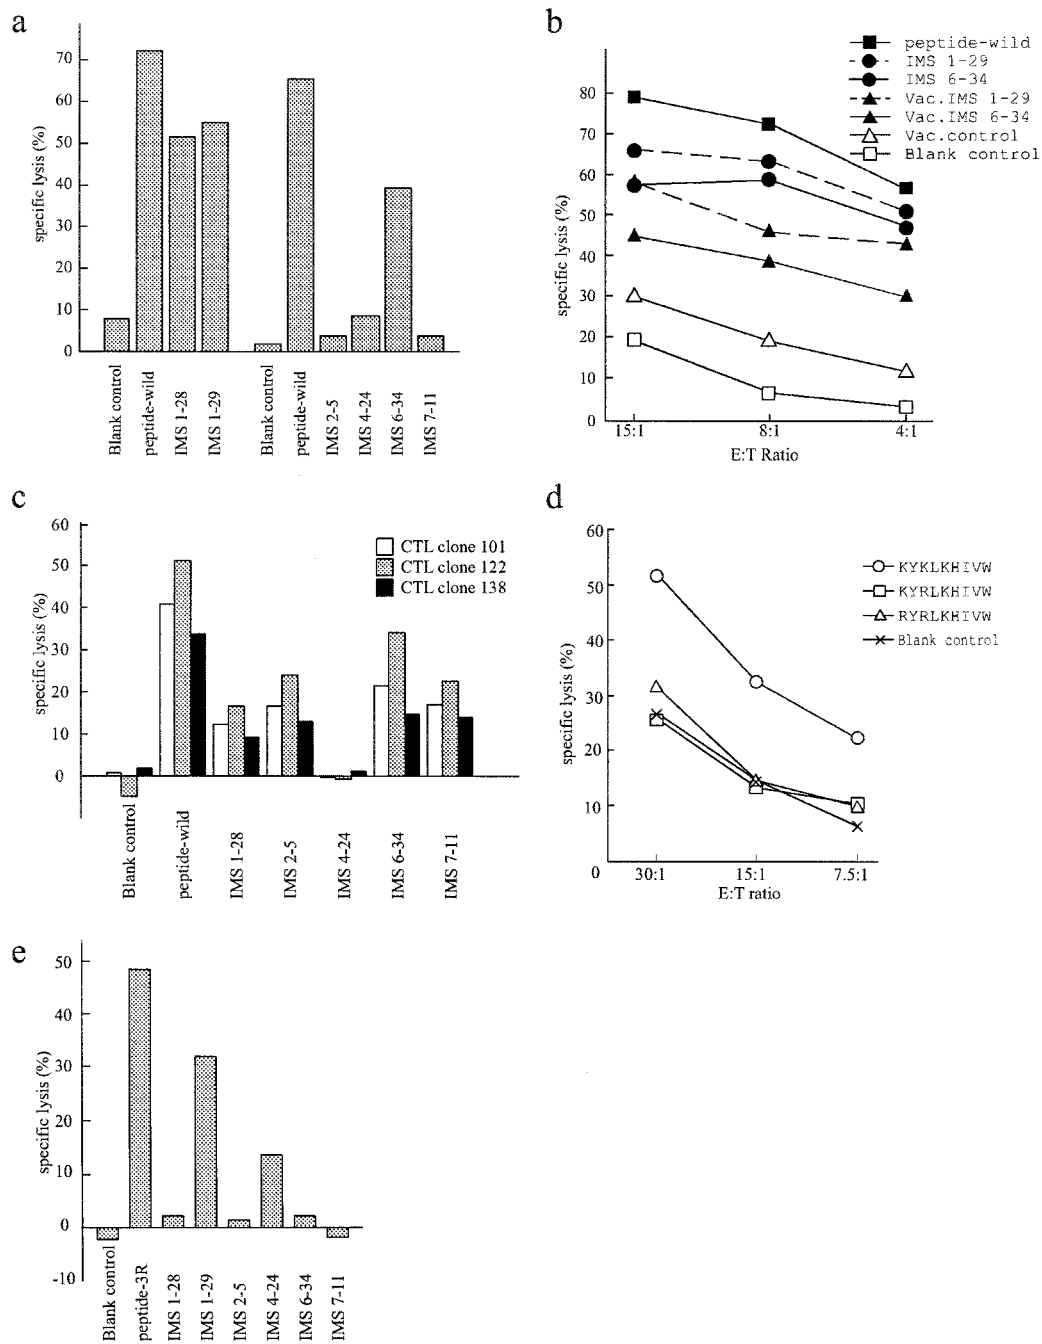 a
specific lysis (%)
70
60
50
40
30
20
10
0
Blank control
peptide-wild
IMS 1-28
IMS 1-29
Blank control
peptide-wild
IMS 2-5
IMS 4-24
IMS 6-34
IMS 7-11
b
peptide-wild
IMS 1-29
IMS 6-34
Vac.IMS 1-29
Vac.IMS 6-34
Vac.control
Blank control
specific lysis (%)
80
70
60
50
40
30
20
10
0
15:1
8:1
4:1
E:T Ratio
c
specific lysis (%)
60
50
40
30
20
10
0
CTL clone 101
CTL clone 122
CTL clone 138
Blank control
peptide-wild
IMS 1-28
IMS 2-5
IMS 4-24
IMS 6-34
IMS 7-11
d
specific lysis (%)
60
50
40
30
20
10
0
KYKLKHIVW
KYRLKHIVW
RYRLKHIVW
Blank control
30:1
15:1
7.5:1
E:T ratio
e
specific lysis (%)
50
40
30
20
10
0
-10
Blank control
peptide-3R
IMS 1-28
IMS 1-29
IMS 2-5
IMS 4-24
IMS 6-34
IMS 7-11